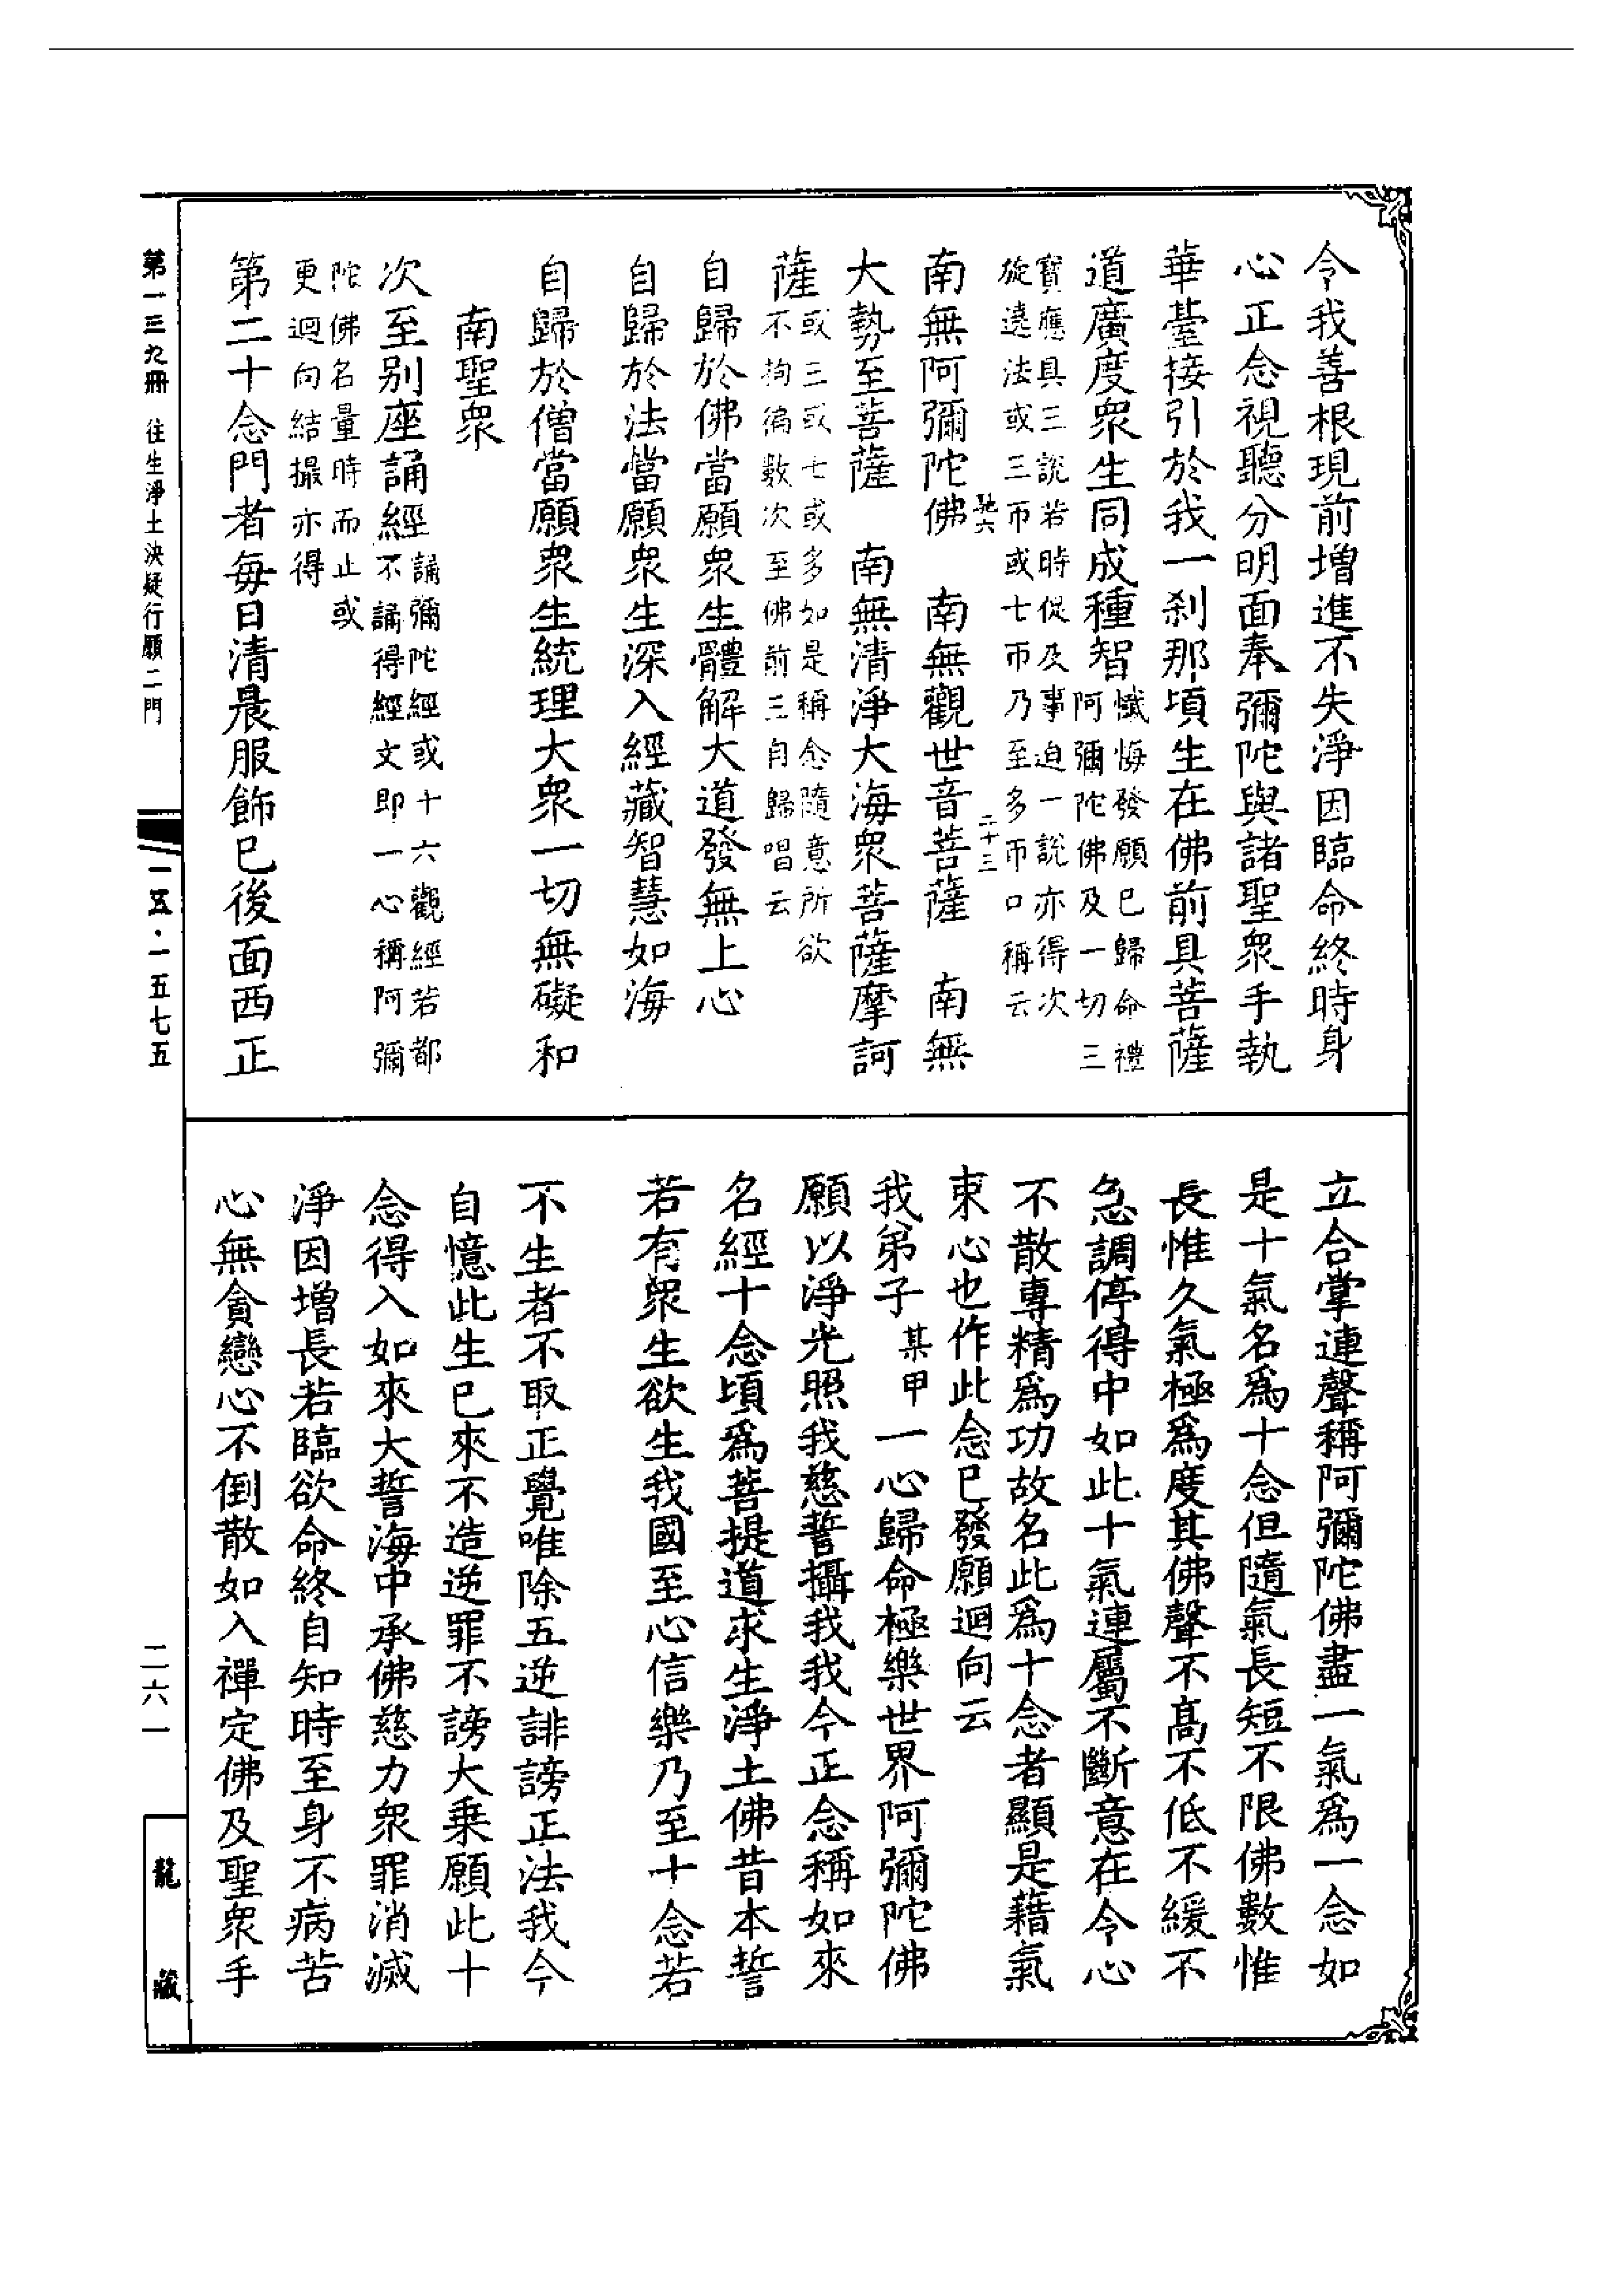 令我善根現前增進不失淨因臨命終時身
心正念視聽分明面奉彌陀與諸聖衆手執
華臺接引於我一剎那頃生在佛前具菩薩
道廣度衆生同成種智
懺悔發願已歸命禮
阿彌陀佛及一切三
寶應具三說若時促及事迫一說亦得次
旋遶法或三帀或七帀乃至多帀口稱云
馳六
二十三
南無阿彌陀佛　南無觀世音菩薩　南無
大勢至菩薩　南無清淨大海衆菩薩摩訶
薩
或三或七或多如是稱念隨意所欲
不拘徧數次至佛前三自歸唱云
自歸於佛當願衆生體解大道發無上心
自歸於法當願衆生深入經藏智慧如海
自歸於僧當願衆生統理大衆一切無礙和
南聖衆
次至別座誦經
誦彌陀經或十六觀經若都
不誦得經文即一心稱阿彌
陀佛名量時而止或
更迴向結撮亦得
第二十念門者每日清晨服飾已後面西正
立合掌連聲稱阿彌陀佛盡一氣爲一念如
是十氣名爲十念但隨氣長短不限佛數惟
長惟久氣極爲度其佛聲不高不低不緩不
急調停得中如此十氣連屬不斷意在令心
不散專精爲功故名此爲十念者顯是藉氣
束心也作此念已發願迴向云
我弟子某甲一心歸命極樂世界阿彌陀佛
願以淨光照我慈誓攝我我今正念稱如來
名經十念頃爲菩提道求生淨土佛昔本誓
若有衆生欲生我國至心信樂乃至十念若
不生者不取正覺唯除五逆誹謗正法我今
自憶此生已來不造逆罪不謗大乘願此十
念得入如來大誓海中承佛慈力衆罪消滅
淨因增長若臨欲命終自知時至身不病苦
心無貪戀心不倒散如入禪定佛及聖衆手
第一三九冊　往生淨土決疑行願二門
一五·一五七五
二六一
龍藏